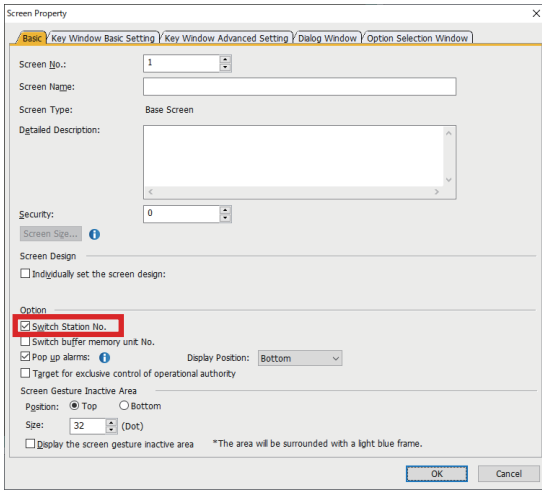 Screen Property
Basic Key Window Basic Setting Key Window Advanced Setting Dialog Window Option Selection Window
Screen No.: 1
Screen Name:
Screen Type: Base Screen
Detailed Description:
Security: 0
Screen Size...
Screen Design
Individually set the screen design:
Option
Switch Station No.
Switch buffer memory unit No.
Pop up alarms: Display Position: Bottom
Target for exclusive control of operational authority
Screen Gesture Inactive Area
Position: Top Bottom
Size: 32 (Dot)
Display the screen gesture inactive area *The area will be surrounded with a light blue frame.
OK Cancel